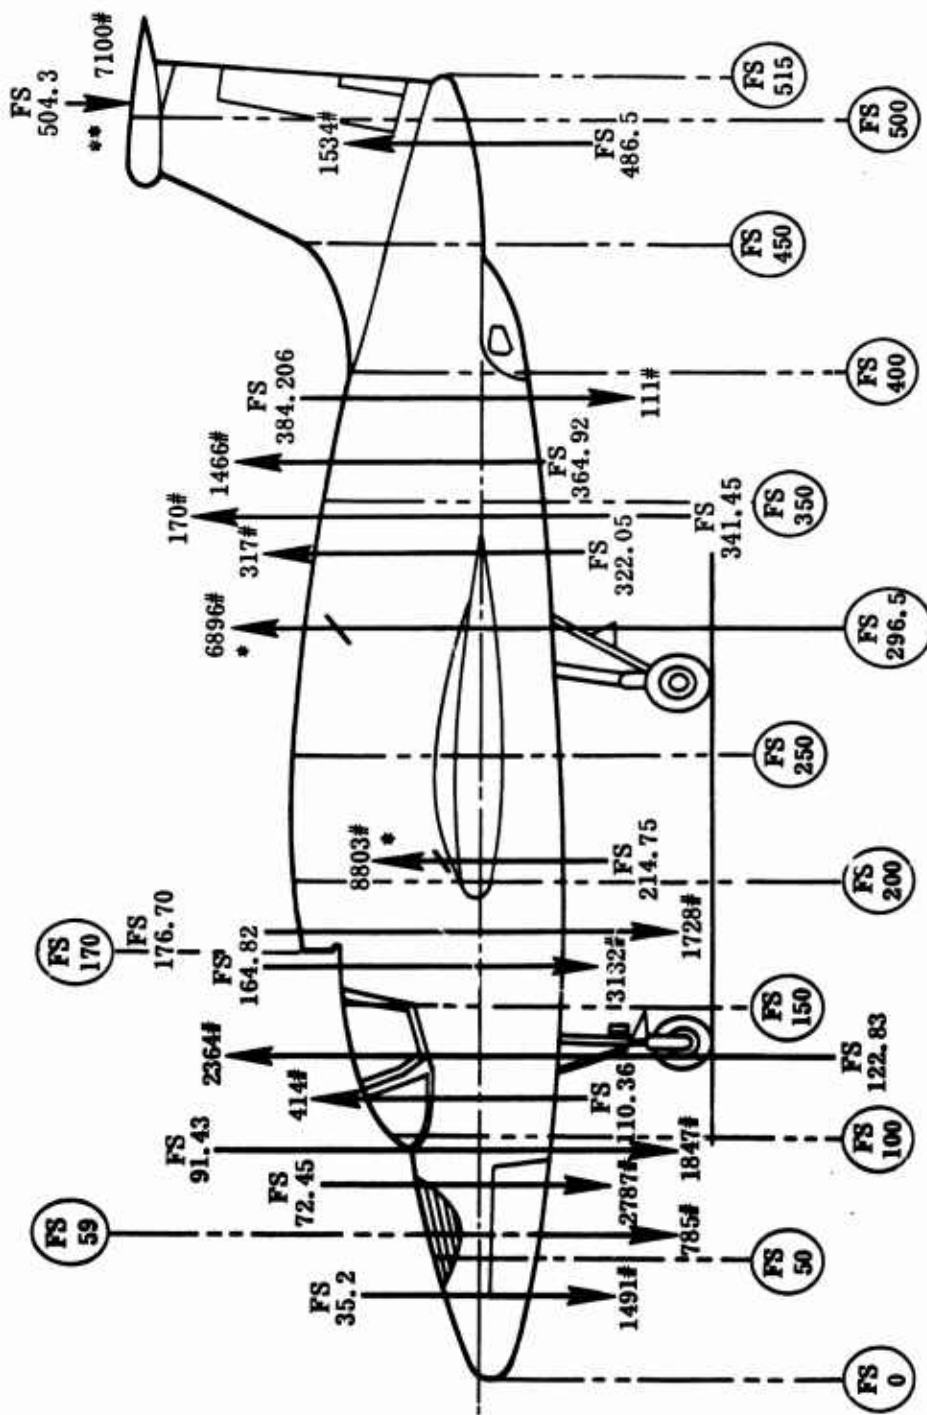 FS
504.3
7100#
**
1534#
FS
486.5
FS
515
FS
500
FS
450
FS
384.206
111#
FS
400
1466#
FS
364.92
170#
FS
341.45
FS
350
317#
FS
322.05
6896#
*
FS
296.5
FS
250
8803#
*
FS
214.75
FS
200
FS
170
FS
176.70
1728#
FS
164.82
3132#
FS
150
2364#
FS
122.83
414#
FS
110.36
FS
91.43
1847#
FS
100
FS
72.45
2787#
FS
59
785#
FS
50
FS
35.2
1491#
FS
0